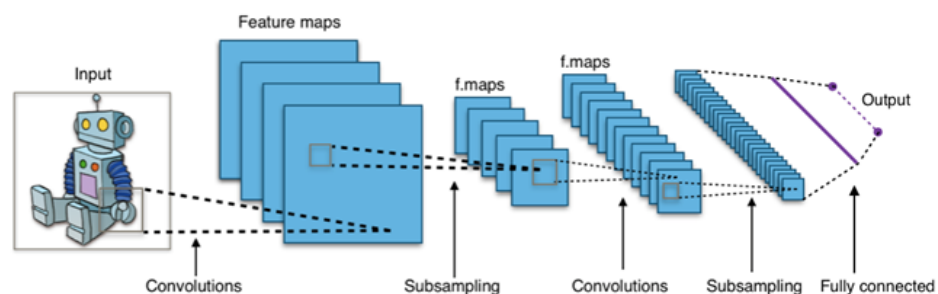 Feature maps
Input
f.maps
f.maps
Output
Convolutions
Subsampling
Convolutions
Subsampling
Fully connected